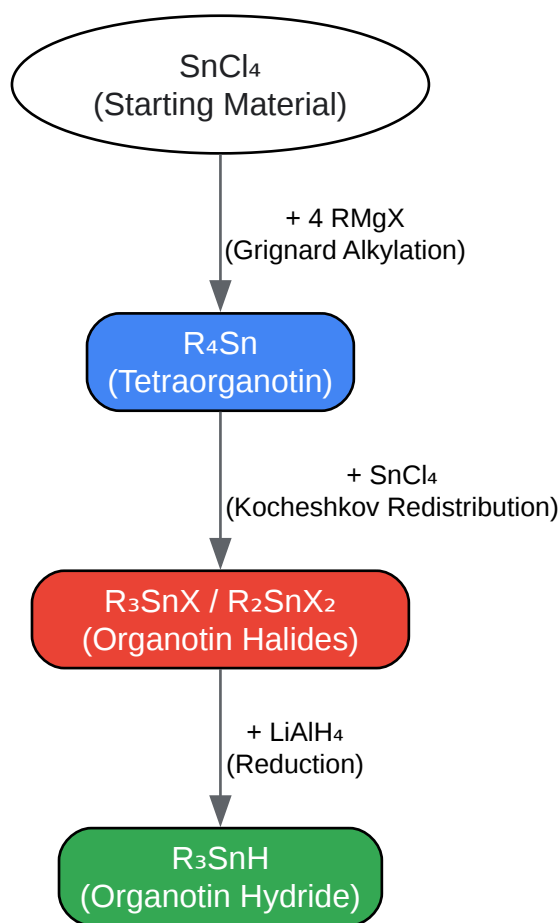 SnCl₄
(Starting Material)
+ 4 RMgX
(Grignard Alkylation)
R₄Sn
(Tetraorganotin)
+ SnCl₄
(Kocheshkov Redistribution)
R₃SnX / R₂SnX₂
(Organotin Halides)
+ LiAlH₄
(Reduction)
R₃SnH
(Organotin Hydride)